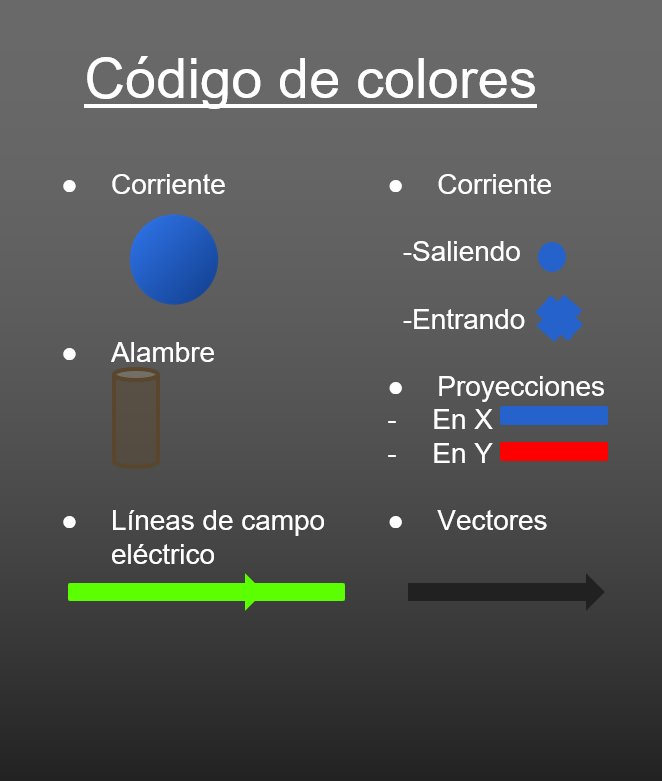 Código de colores
● Corriente
● Alambre
● Líneas de campo
eléctrico
● Corriente
-Saliendo
-Entrando
● Proyecciones
- En X
- En Y
● Vectores